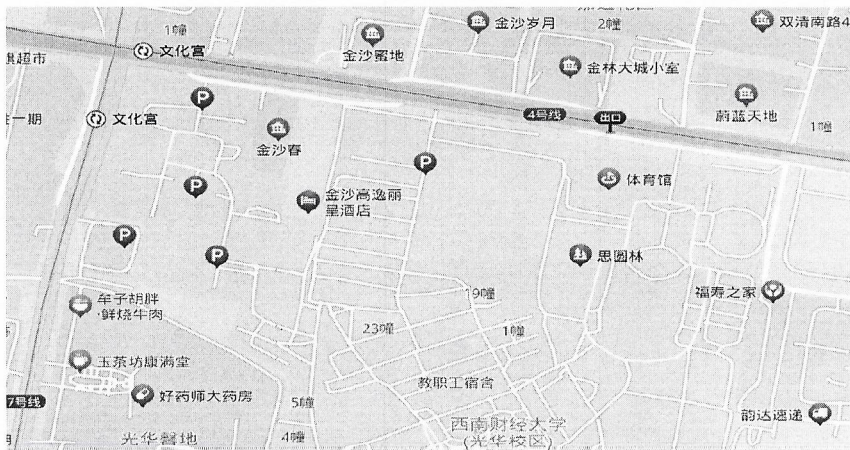 1幢
金沙岁月
2幢
双清南路4
金沙蜜地
文化宫
旗超市
金林大城小室
P
4号线
出口
蔚蓝天地
文化宫
一期
金沙春
1幢
P
P
体育馆
金沙高逸丽
呈酒店
P
P
思园林
牟子胡胖
·鲜烧牛肉
19幢
福寿之家
23幢
1幢
玉茶坊康满堂
教职工宿舍
好药师大药房
7号线
5幢
韵达速递
光华馨地
4幢
西南财经大学
(光华校区)